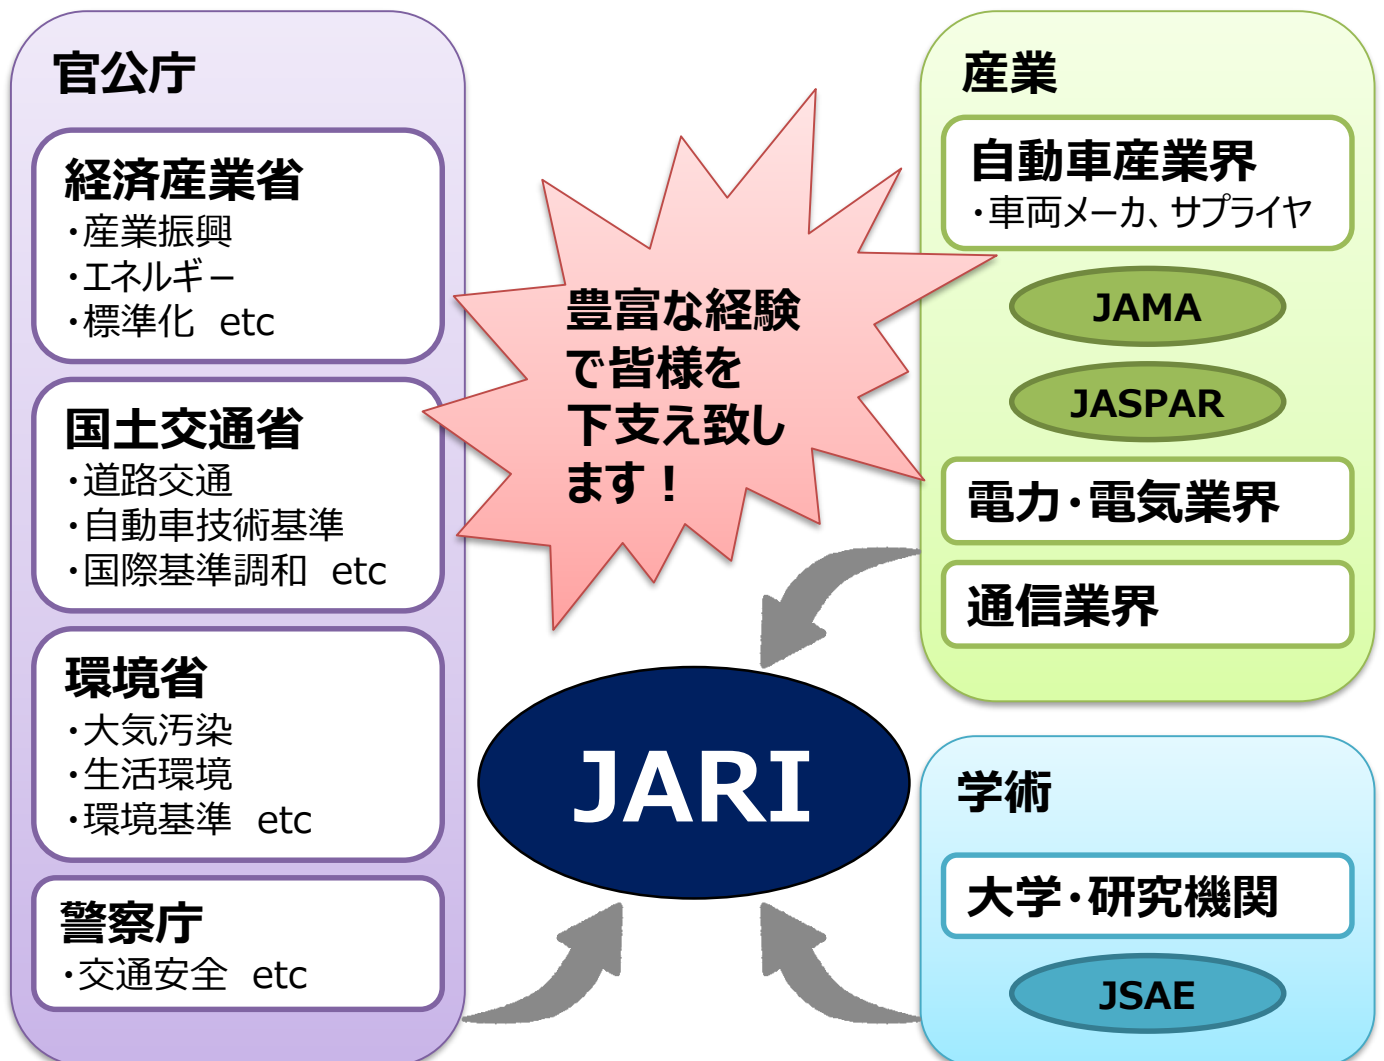 官公庁
経済産業省
・産業振興
・エネルギー
・標準化 etc
国土交通省
・道路交通
・自動車技術基準
・国際基準調和 etc
環境省
・大気汚染
・生活環境
・環境基準 etc
警察庁
・交通安全 etc
豊富な経験
で皆様を
下支え致し
ます！
JARI
産業
自動車産業界
・車両メーカ、サプライヤ
JAMA
JASPAR
電力・電気業界
通信業界
学術
大学・研究機関
JSAE